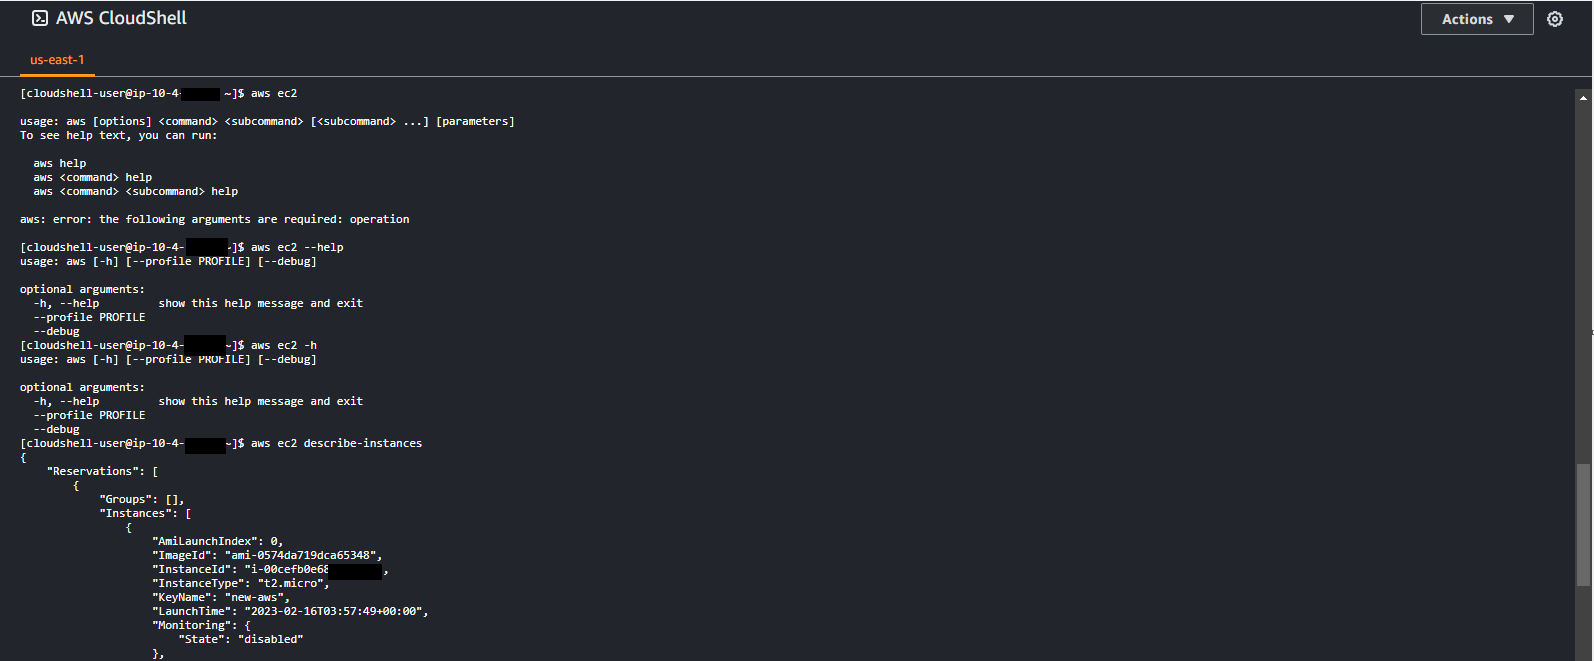 AWS CloudShell
Actions
us-east-1
[cloudshell-user@ip-10-4- ~]$ aws ec2
usage: aws [options] <command> <subcommand> [<subcommand> ...] [parameters]
To see help text, you can run:
aws help
aws <command> help
aws <command> <subcommand> help
aws: error: the following arguments are required: operation
[cloudshell-user@ip-10-4- ~]$ aws ec2 --help
usage: aws [-h] [--profile PROFILE] [--debug]
optional arguments:
-h, --help show this help message and exit
--profile PROFILE
--debug
[cloudshell-user@ip-10-4- ~]$ aws ec2 -h
usage: aws [-h] [--profile PROFILE] [--debug]
optional arguments:
-h, --help show this help message and exit
--profile PROFILE
--debug
[cloudshell-user@ip-10-4- ~]$ aws ec2 describe-instances
{
"Reservations": [
{
"Groups": [],
"Instances": [
{
"AmiLaunchIndex": 0,
"ImageId": "ami-0574da719dca65348",
"InstanceId": "i-00cefb0e68 ,
"InstanceType": "t2.micro",
"KeyName": "new-aws",
"LaunchTime": "2023-02-16T03:57:49+00:00",
"Monitoring": {
"State": "disabled"
},